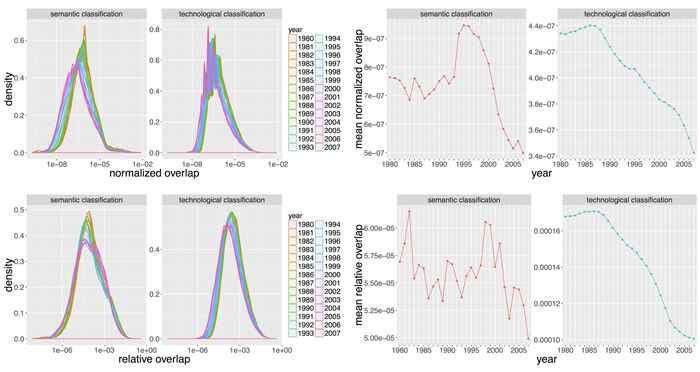 semantic classification technological classification
year
1980 1994
1981 1995
1982 1996
1983 1997
1984 1998
1985 1999
1986 2000
1987 2001
1988 2002
1989 2003
1990 2004
1991 2005
1992 2006
1993 2007
density
0.6
0.4
0.2
0.0
0.8
0.6
0.4
0.2
0.0
1e−08 1e−05 1e−02 1e−08 1e−05 1e−02
normalized overlap
semantic classification technological classification
mean normalized overlap
9e−07
8e−07
7e−07
6e−07
5e−07
4.4e−07
4.2e−07
4.0e−07
3.8e−07
3.6e−07
3.4e−07
1980 1985 1990 1995 2000 2005 1980 1985 1990 1995 2000 2005
year
semantic classification technological classification
year
1980 1994
1981 1995
1982 1996
1983 1997
1984 1998
1985 1999
1986 2000
1987 2001
1988 2002
1989 2003
1990 2004
1991 2005
1992 2006
1993 2007
density
0.5
0.4
0.3
0.2
0.1
0.0
0.4
0.2
0.0
1e−06 1e−03 1e+00 1e−06 1e−03 1e+00
relative overlap
semantic classification technological classification
mean relative overlap
6.00e−05
5.75e−05
5.50e−05
5.25e−05
5.00e−05
0.00016
0.00014
0.00012
0.00010
1980 1985 1990 1995 2000 2005 1980 1985 1990 1995 2000 2005
year